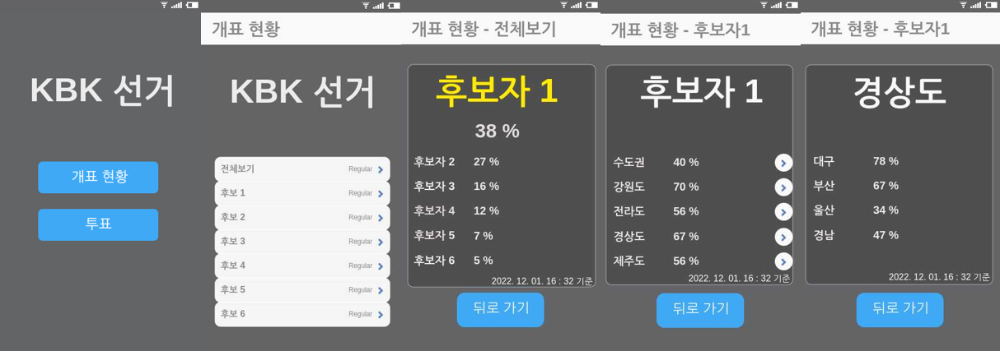 KBK 선거
개표 현황
투표
개표 현황
KBK 선거
전체보기 Regular
후보 1 Regular
후보 2 Regular
후보 3 Regular
후보 4 Regular
후보 5 Regular
후보 6 Regular
개표 현황 - 전체보기
후보자 1
38 %
후보자 2 27 %
후보자 3 16 %
후보자 4 12 %
후보자 5 7 %
후보자 6 5 %
2022. 12. 01. 16 : 32 기준
뒤로 가기
개표 현황 - 후보자1
후보자 1
수도권 40 %
강원도 70 %
전라도 56 %
경상도 67 %
제주도 56 %
2022. 12. 01. 16 : 32 기준
뒤로 가기
개표 현황 - 후보자1
경상도
대구 78 %
부산 67 %
울산 34 %
경남 47 %
2022. 12. 01. 16 : 32 기준
뒤로 가기